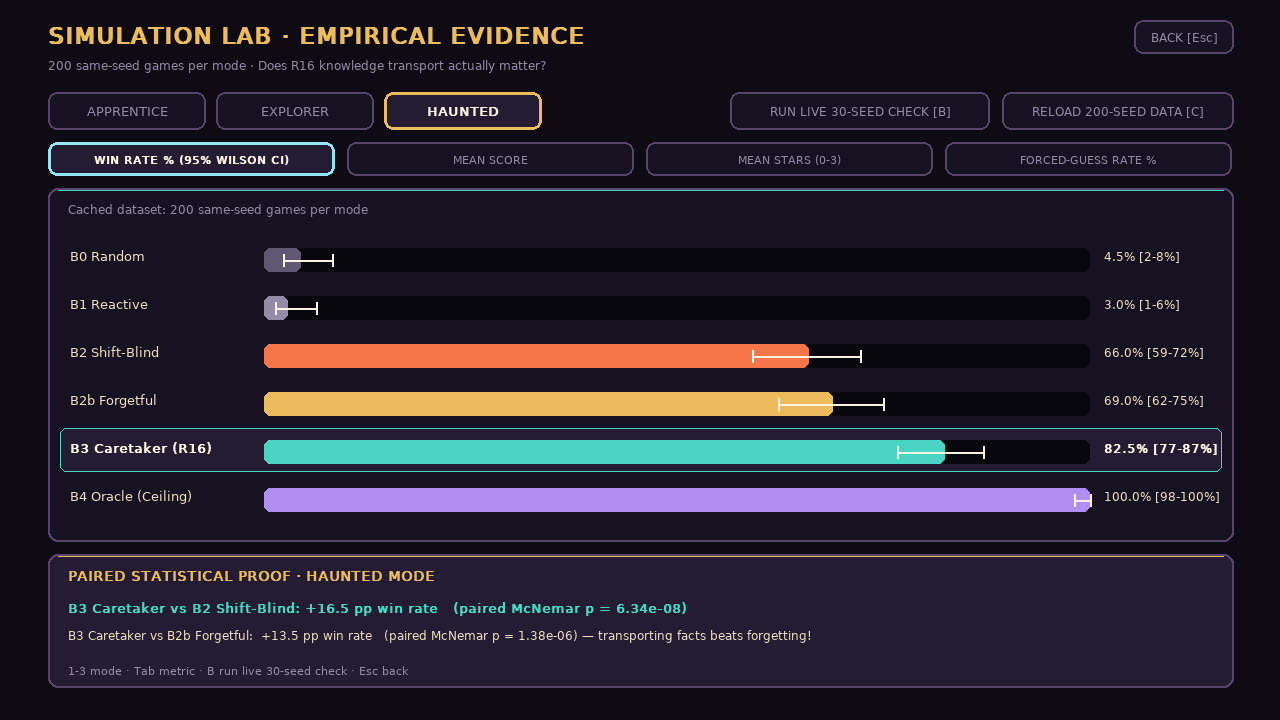 SIMULATION LAB · EMPIRICAL EVIDENCE
BACK [Esc]
200 same-seed games per mode · Does R16 knowledge transport actually matter?
APPRENTICE
EXPLORER
HAUNTED
RUN LIVE 30-SEED CHECK [B]
RELOAD 200-SEED DATA [C]
WIN RATE % (95% WILSON CI)
MEAN SCORE
MEAN STARS (0-3)
FORCED-GUESS RATE %
Cached dataset: 200 same-seed games per mode
B0 Random 4.5% [2-8%]
B1 Reactive 3.0% [1-6%]
B2 Shift-Blind 66.0% [59-72%]
B2b Forgetful 69.0% [62-75%]
B3 Caretaker (R16) 82.5% [77-87%]
B4 Oracle (Ceiling) 100.0% [98-100%]
PAIRED STATISTICAL PROOF · HAUNTED MODE
B3 Caretaker vs B2 Shift-Blind: +16.5 pp win rate (paired McNemar p = 6.34e-08)
B3 Caretaker vs B2b Forgetful: +13.5 pp win rate (paired McNemar p = 1.38e-06) — transporting facts beats forgetting!
1-3 mode · Tab metric · B run live 30-seed check · Esc back